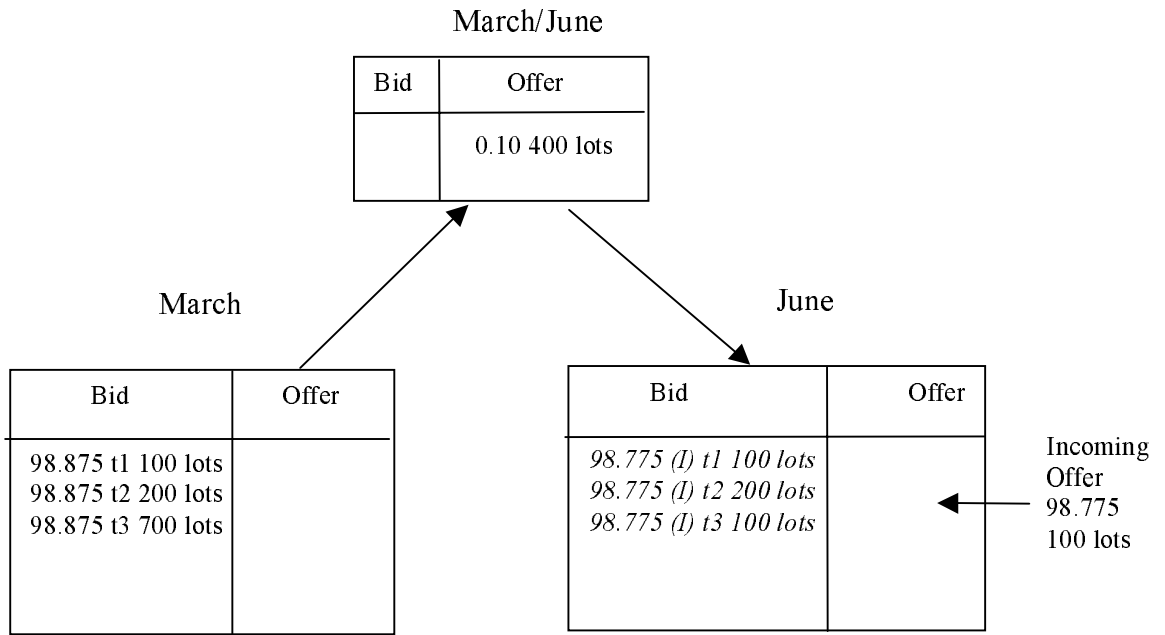 March/June
Bid Offer
0.10 400 lots
March
June
Bid Offer
98.875 t1 100 lots
98.875 t2 200 lots
98.875 t3 700 lots
Bid Offer
98.775 (I) t1 100 lots
98.775 (I) t2 200 lots
98.775 (I) t3 100 lots
Incoming
Offer
98.775
100 lots